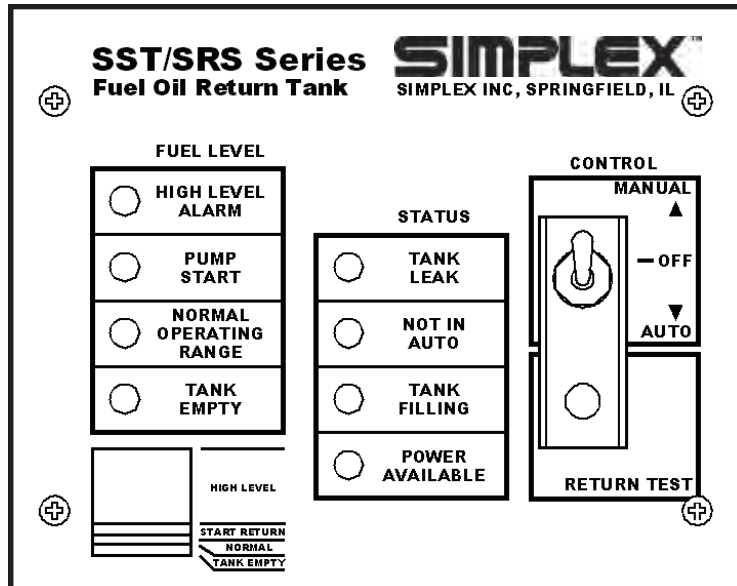 SST/SRS Series
Fuel Oil Return Tank
SIMPLEX™
SIMPLEX INC, SPRINGFIELD, IL
FUEL LEVEL
HIGH LEVEL
ALARM
PUMP
START
NORMAL
OPERATING
RANGE
TANK
EMPTY
HIGH LEVEL
START RETURN
NORMAL
TANK EMPTY
STATUS
TANK
LEAK
NOT IN
AUTO
TANK
FILLING
POWER
AVAILABLE
CONTROL
MANUAL
OFF
AUTO
RETURN TEST